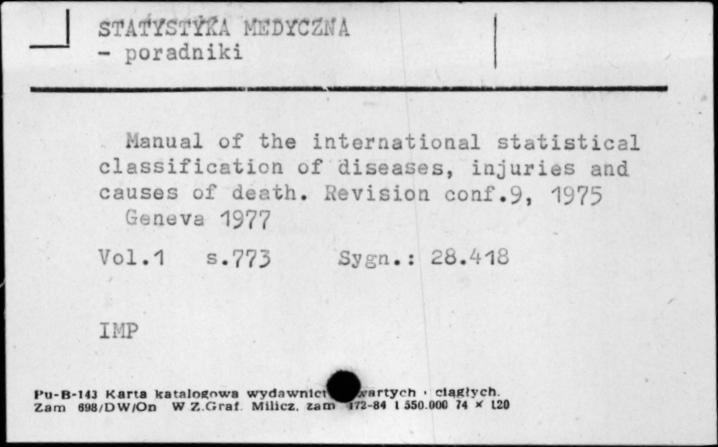 STATYSTYKA MEDYCZNA
- poradniki
Manual of the international statistical
classification of diseases, injuries and
causes of death. Revision conf.9, 1975
Geneva 1977
Vol.1 s.773 Sygn.: 28.418
IMP
Pu-B-143 Karta katalogowa ciągłych.
Zam 698/DW/On W.Z.Graf. Milicz. zam 172-84 1.550.000 74 × 120